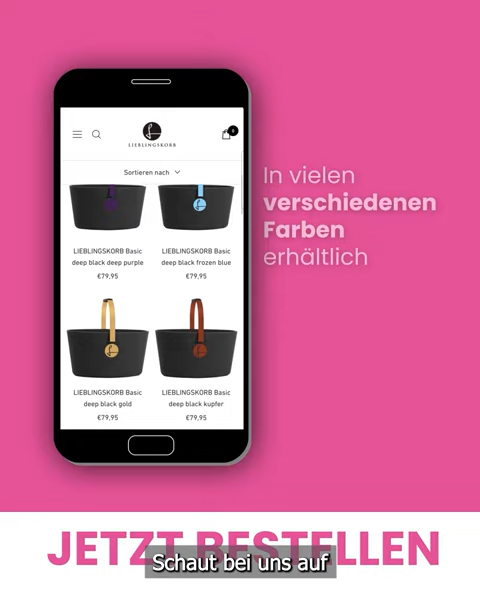 LIEBLINGSKORB
0
Sortieren nach
LIEBLINGSKORB Basic
deep black deep purple
€79,95
LIEBLINGSKORB Basic
deep black frozen blue
€79,95
LIEBLINGSKORB Basic
deep black gold
€79,95
LIEBLINGSKORB Basic
deep black kupfer
€79,95
In vielen
verschiedenen
Farben
erhältlich
JETZT BESTELLEN
Schaut bei uns auf